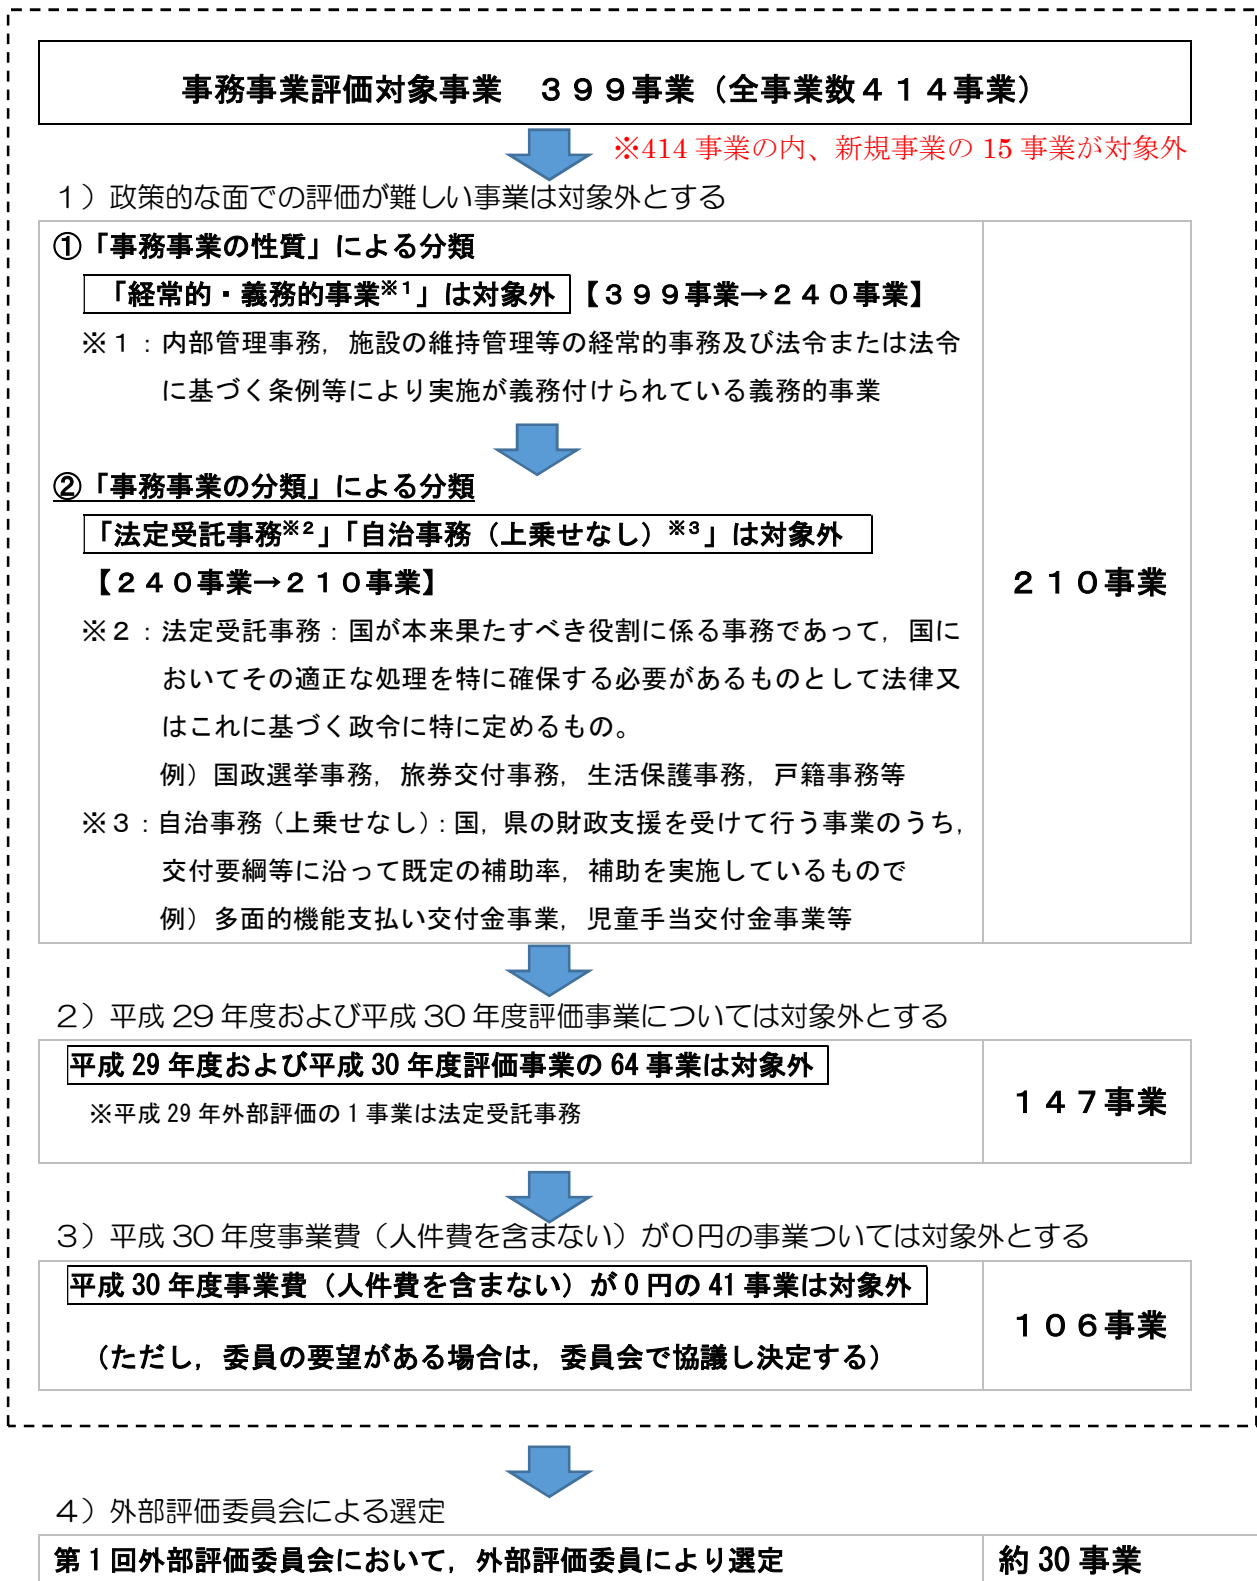 事務事業評価対象事業　３９９事業（全事業数４１４事業）
※414 事業の内、新規事業の 15 事業が対象外
１）政策的な面での評価が難しい事業は対象外とする
①「事務事業の性質」による分類
「経常的・義務的事業※1」は対象外【３９９事業→２４０事業】
※１：内部管理事務，施設の維持管理等の経常的事務及び法令または法令
に基づく条例等により実施が義務付けられている義務的事業
②「事務事業の分類」による分類
「法定受託事務※2」「自治事務（上乗せなし）※3」は対象外
【２４０事業→２１０事業】
２１０事業
※２：法定受託事務：国が本来果たすべき役割に係る事務であって，国に
おいてその適正な処理を特に確保する必要があるものとして法律又
はこれに基づく政令に特に定めるもの。
例）国政選挙事務，旅券交付事務，生活保護事務，戸籍事務等
※３：自治事務（上乗せなし）：国，県の財政支援を受けて行う事業のうち，
交付要綱等に沿って既定の補助率，補助を実施しているもので
例）多面的機能支払い交付金事業，児童手当交付金事業等
２）平成 29 年度および平成 30 年度評価事業については対象外とする
平成 29 年度および平成 30 年度評価事業の 64 事業は対象外
※平成 29 年外部評価の 1 事業は法定受託事務
１４７事業
３）平成 30 年度事業費（人件費を含まない）が０円の事業ついては対象外とする
平成 30 年度事業費（人件費を含まない）が 0 円の 41 事業は対象外
（ただし，委員の要望がある場合は，委員会で協議し決定する）
１０６事業
４）外部評価委員会による選定
第 1 回外部評価委員会において，外部評価委員により選定
約 30 事業